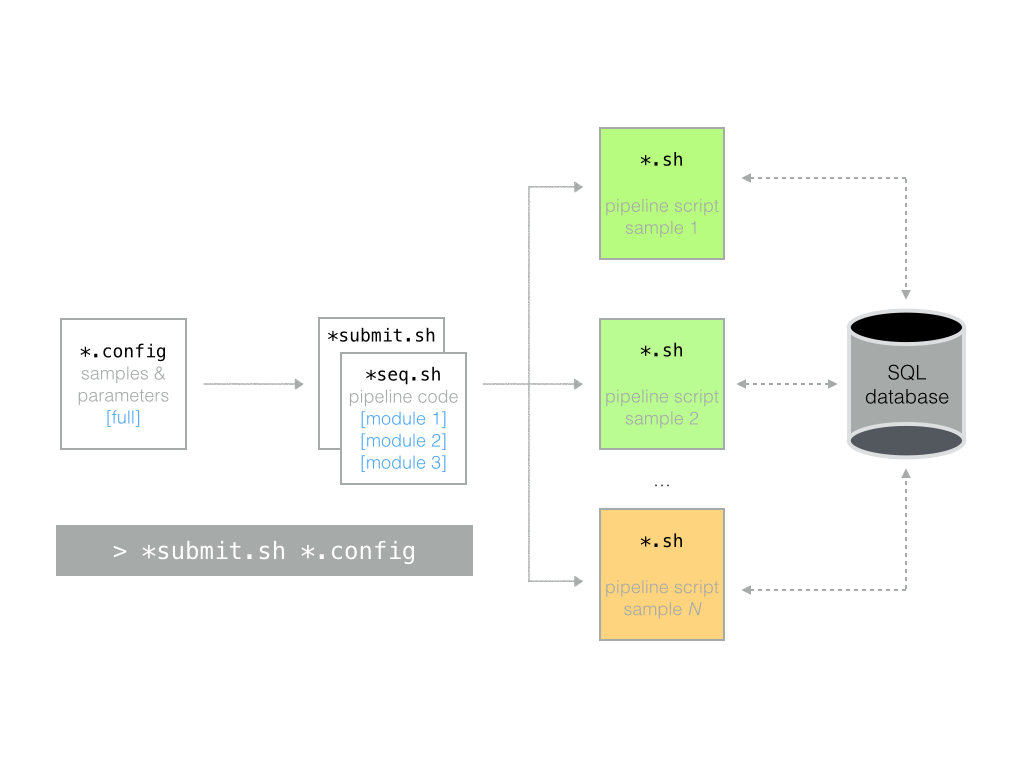 *.config
samples &
parameters
[full]
*submit.sh
*seq.sh
pipeline code
[module 1]
[module 2]
[module 3]
> *submit.sh *.config
*.sh
pipeline script
sample 1
*.sh
pipeline script
sample 2
...
*.sh
pipeline script
sample N
SQL
database